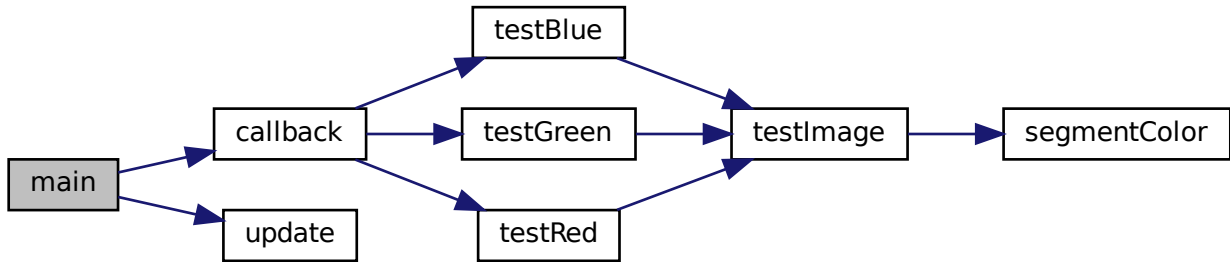 main
callback
update
testBlue
testGreen
testRed
testImage
segmentColor